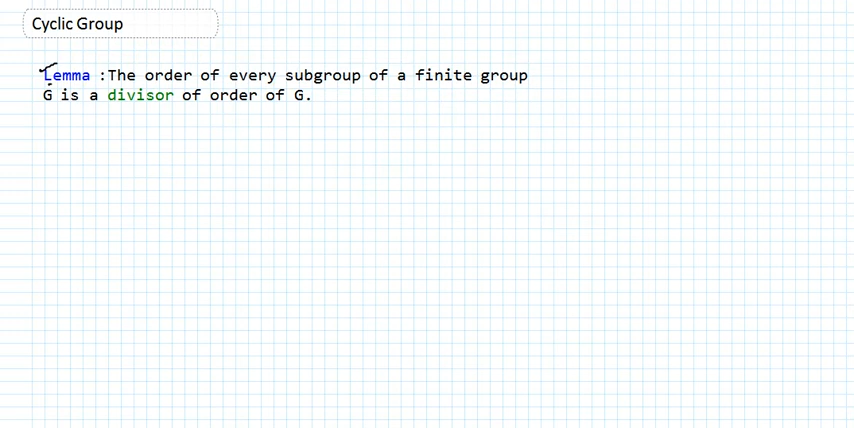 Cyclic Group
Lemma :The order of every subgroup of a finite group
G is a divisor of order of G.